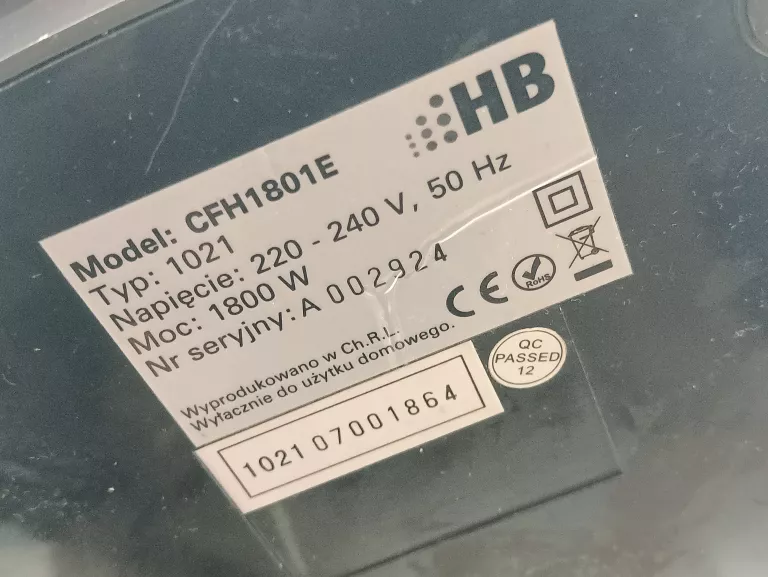 HB
Model: CFH1801E
Typ: 1021
Napięcie: 220 - 240 V, 50 Hz
Moc: 1800 W
Nr seryjny: A 002924
CE
RoHS
Wyprodukowano w Ch.R.L.
Wyłącznie do użytku domowego.
QC
PASSED
12
1021 07001864